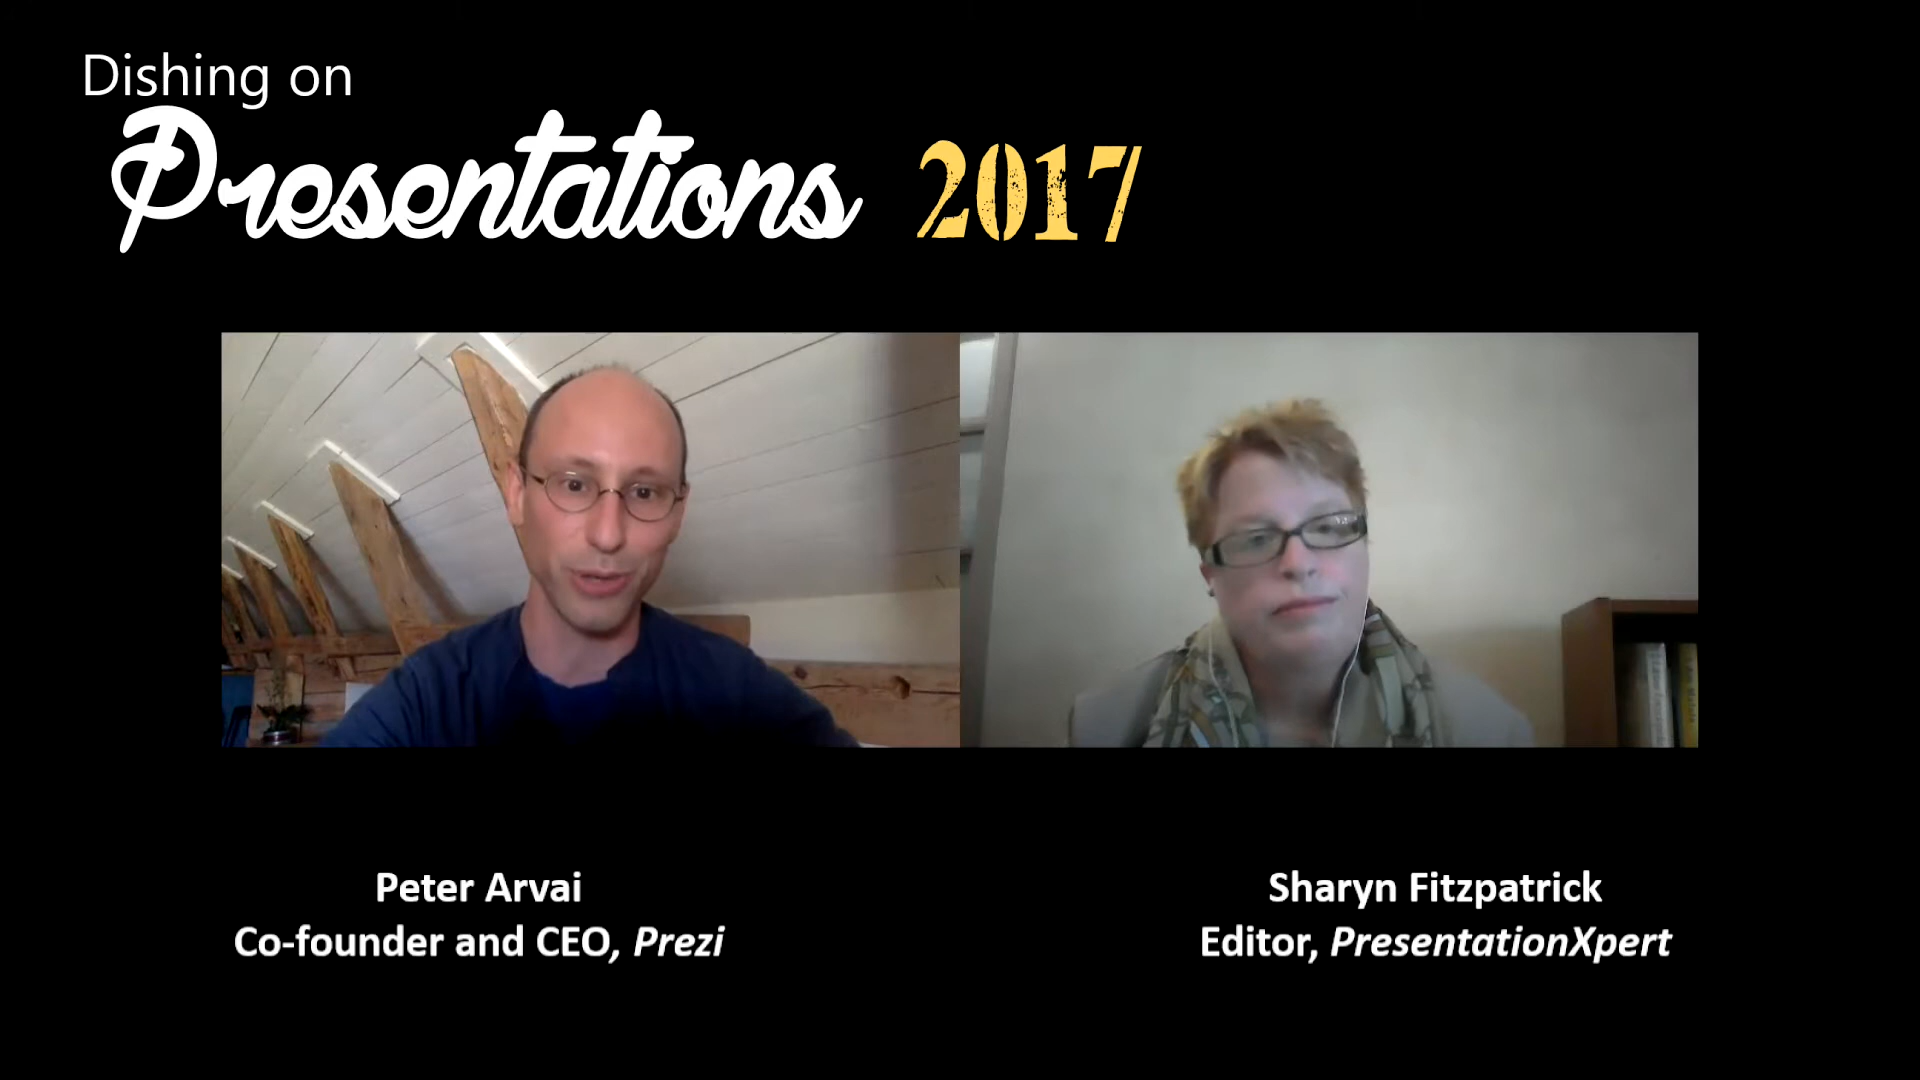 Dishing on
Presentations 2017
Peter Arvai
Co-founder and CEO, Prezi
Sharyn Fitzpatrick
Editor, PresentationXpert